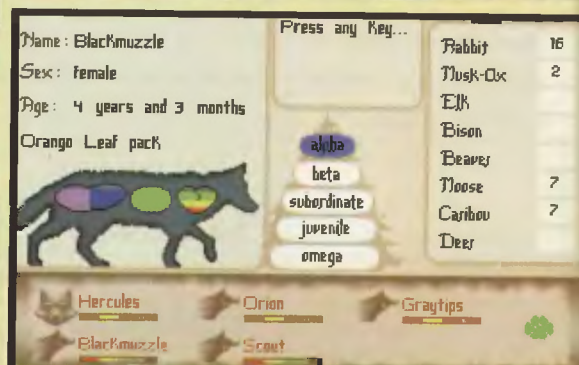 Name: Blackmuzzle
Sex: female
Age: 4 years and 3 months
Orango Leaf pack
Press any key...
alpha
beta
subordinate
juvenile
omega
Rabbit 16
Musk-Ox 2
Elk
Bison
Beaver
Moose 7
Caribou 7
Deer
Hercules Orion Graytips
Blackmuzzle Scout